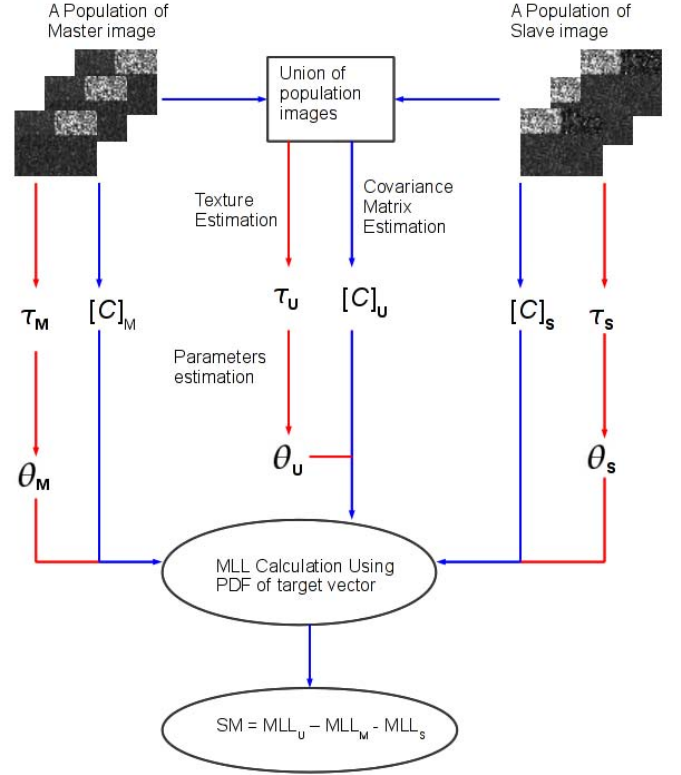 A Population of
Master image
A Population of
Slave image
Union of
population
images
Texture
Estimation
Covariance
Matrix
Estimation
τM
[C]M
τU
[C]U
[C]S
τS
Parameters
estimation
θM
θU
θS
MLL Calculation Using
PDF of target vector
SM = MLLU – MLLM - MLLS